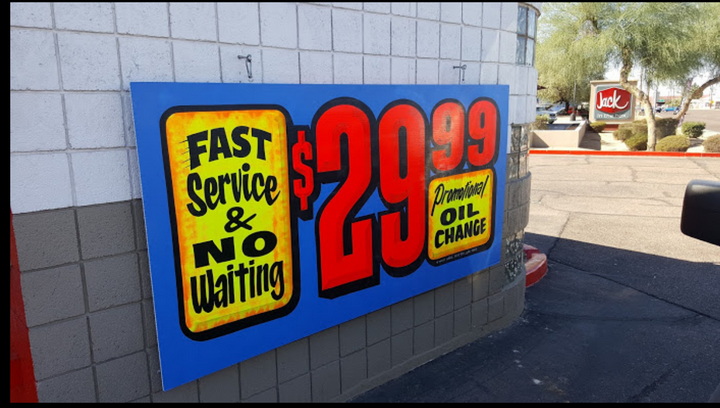 FAST
Service
&
NO
Waiting
$29.99
Promotional
OIL
CHANGE
Jack